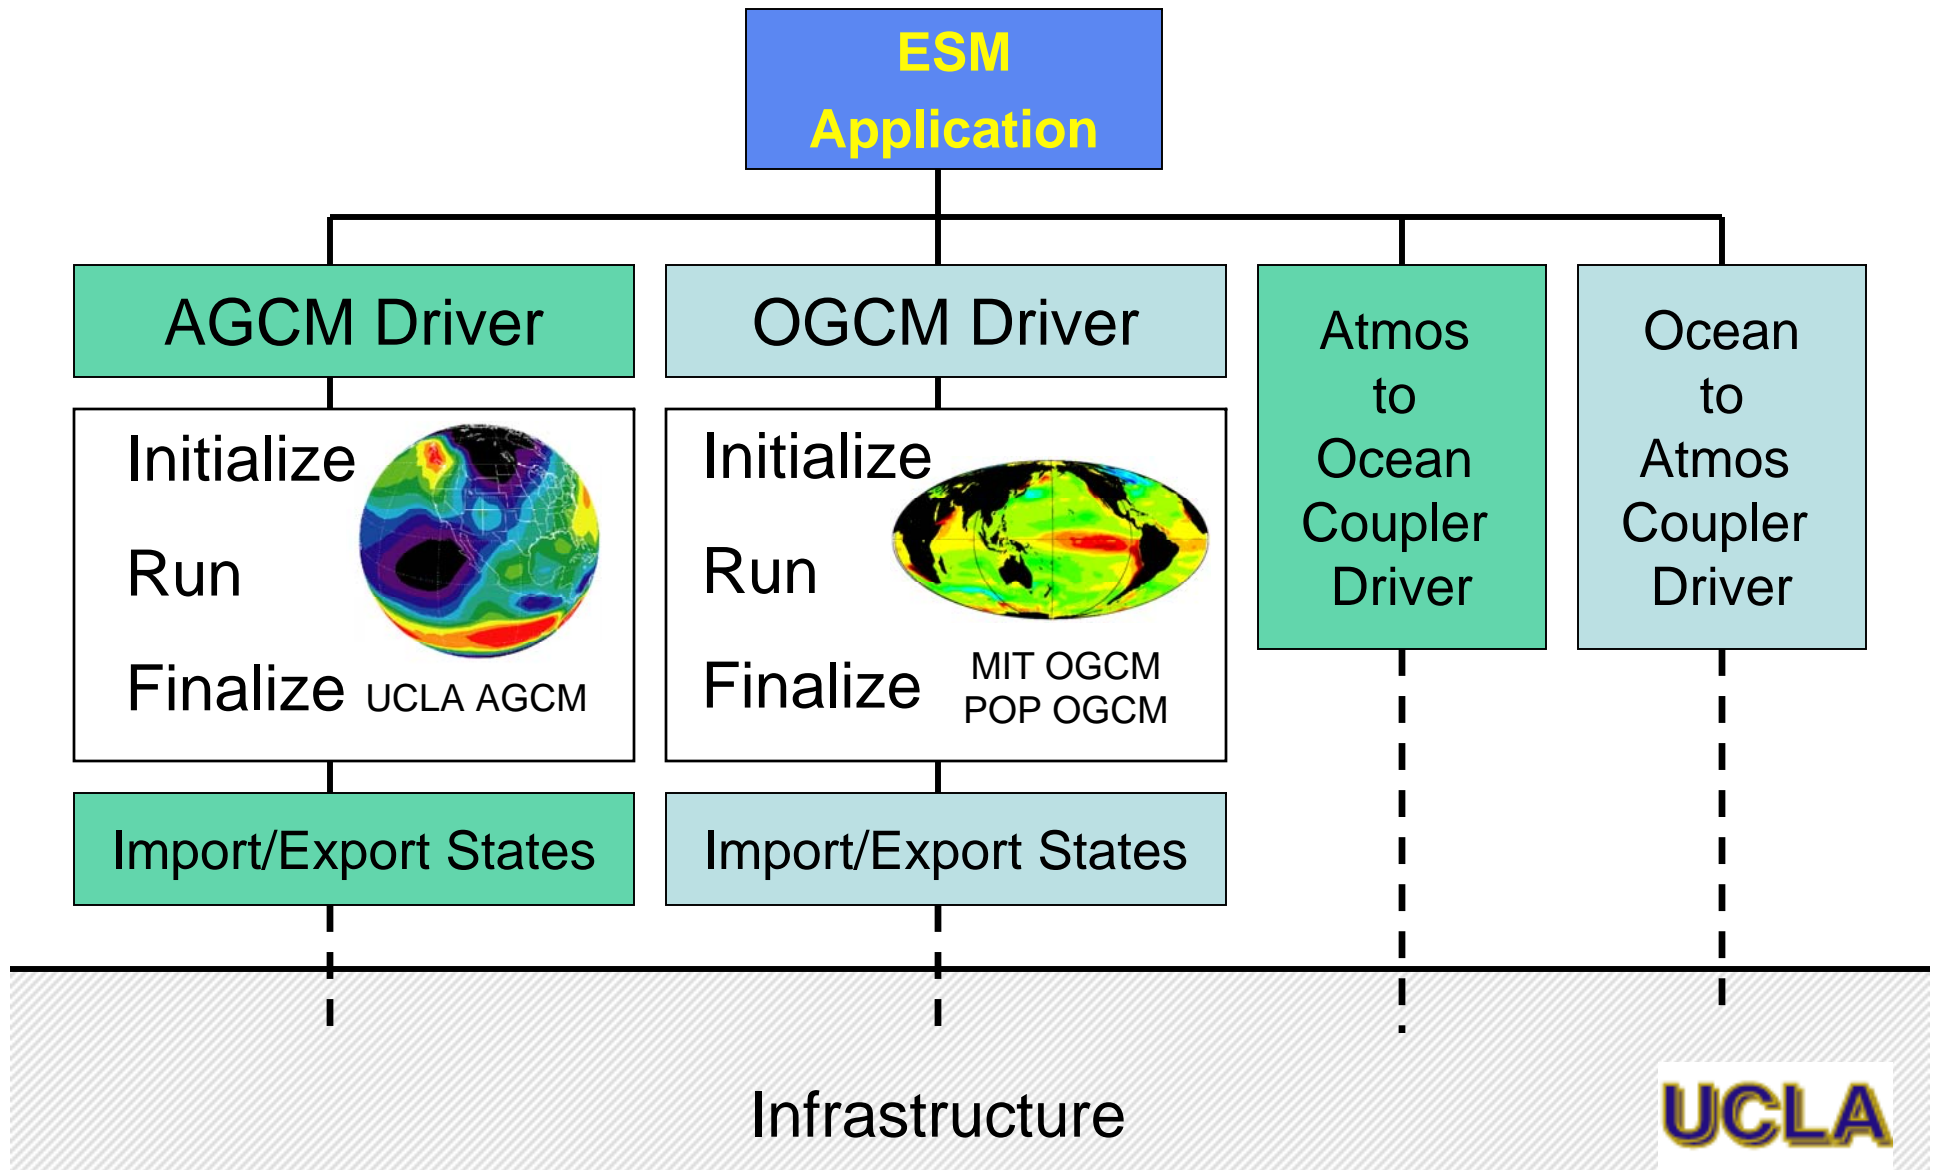 ESM
Application
AGCM Driver
Initialize
Run
Finalize
UCLA AGCM
Import/Export States
OGCM Driver
Initialize
Run
Finalize
MIT OGCM
POP OGCM
Import/Export States
Atmos
to
Ocean
Coupler
Driver
Ocean
to
Atmos
Coupler
Driver
Infrastructure
UCLA